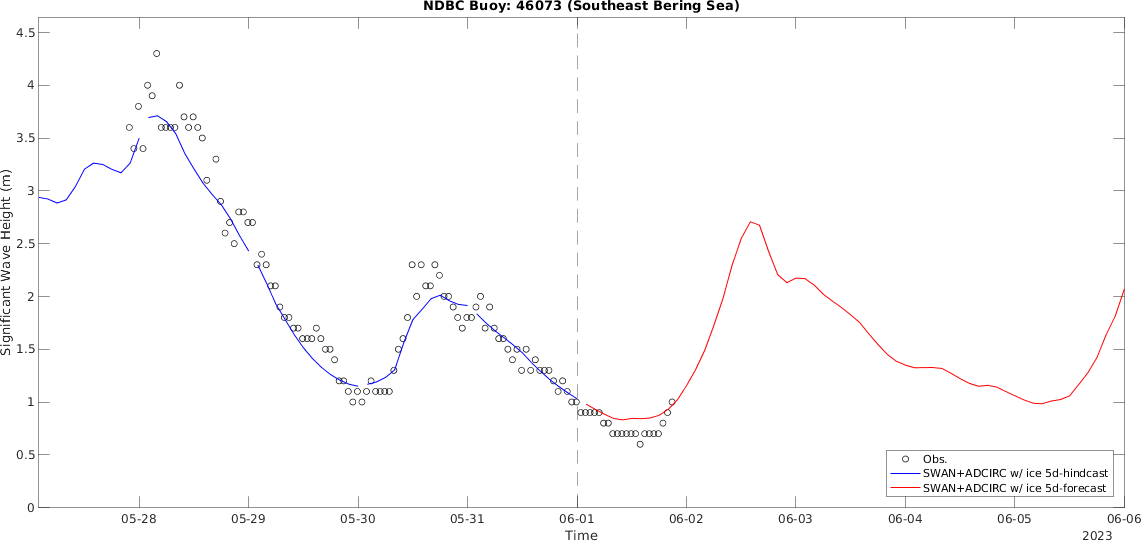 NDBC Buoy: 46073 (Southeast Bering Sea)
4.5
4
3.5
3
2.5
2
1.5
1
0.5
0
Significant Wave Height (m)
Obs.
SWAN+ADCIRC w/ ice 5d-hindcast
SWAN+ADCIRC w/ ice 5d-forecast
05-28 05-29 05-30 05-31 06-01 06-02 06-03 06-04 06-05 06-06
Time
2023